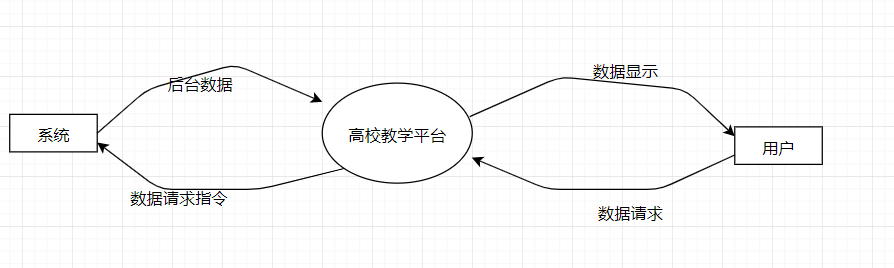 数据显示
后台数据
系统
高校教学平台
用户
数据请求指令
数据请求